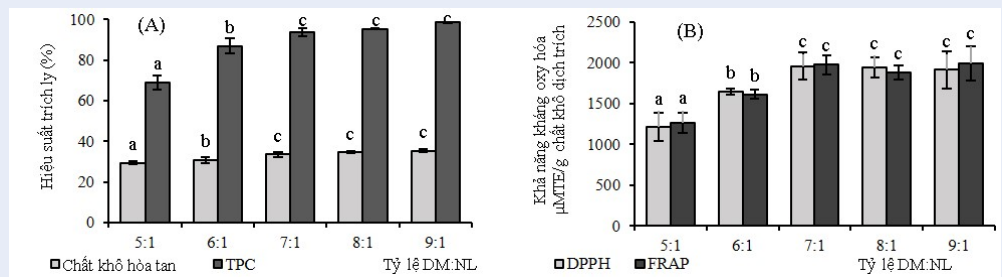 (A)
Hiệu suất trích ly (%)
100
80
60
40
20
0
a
a
b
b
c
c
c
c
c
c
5:1 6:1 7:1 8:1 9:1
Chất khô hòa tan TPC Tỷ lệ DM:NL
(B)
Khả năng kháng oxy hóa
µMTE/g chất khô dịch trích
2500
2000
1500
1000
500
0
a a
b b
c c
c c
c c
5:1 6:1 7:1 8:1 9:1
DPPH FRAP Tỷ lệ DM:NL